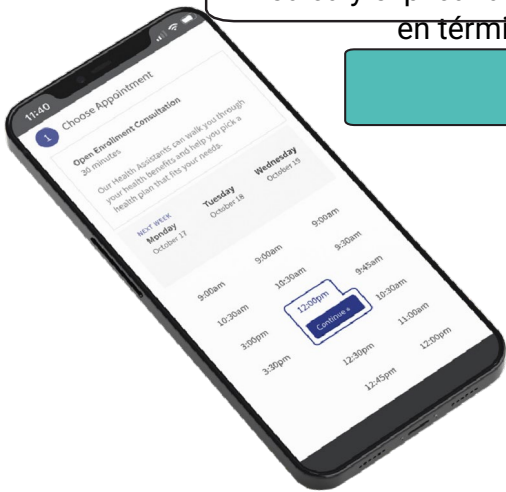 en térmi
11:40
1 Choose Appointment
Open Enrollment Consultation
30 minutes
Our Health Assistants can walk you through
your health benefits and help you pick a
health plan that fits your needs.
NEXT WEEK
Monday
October 17
Tuesday
October 18
Wednesday
October 19
9:00am
10:30am
3:00pm
3:30pm
9:00am
10:30am
12:00pm
Continue »
12:30pm
12:45pm
9:00am
9:30am
9:45am
10:30am
11:00am
12:00pm